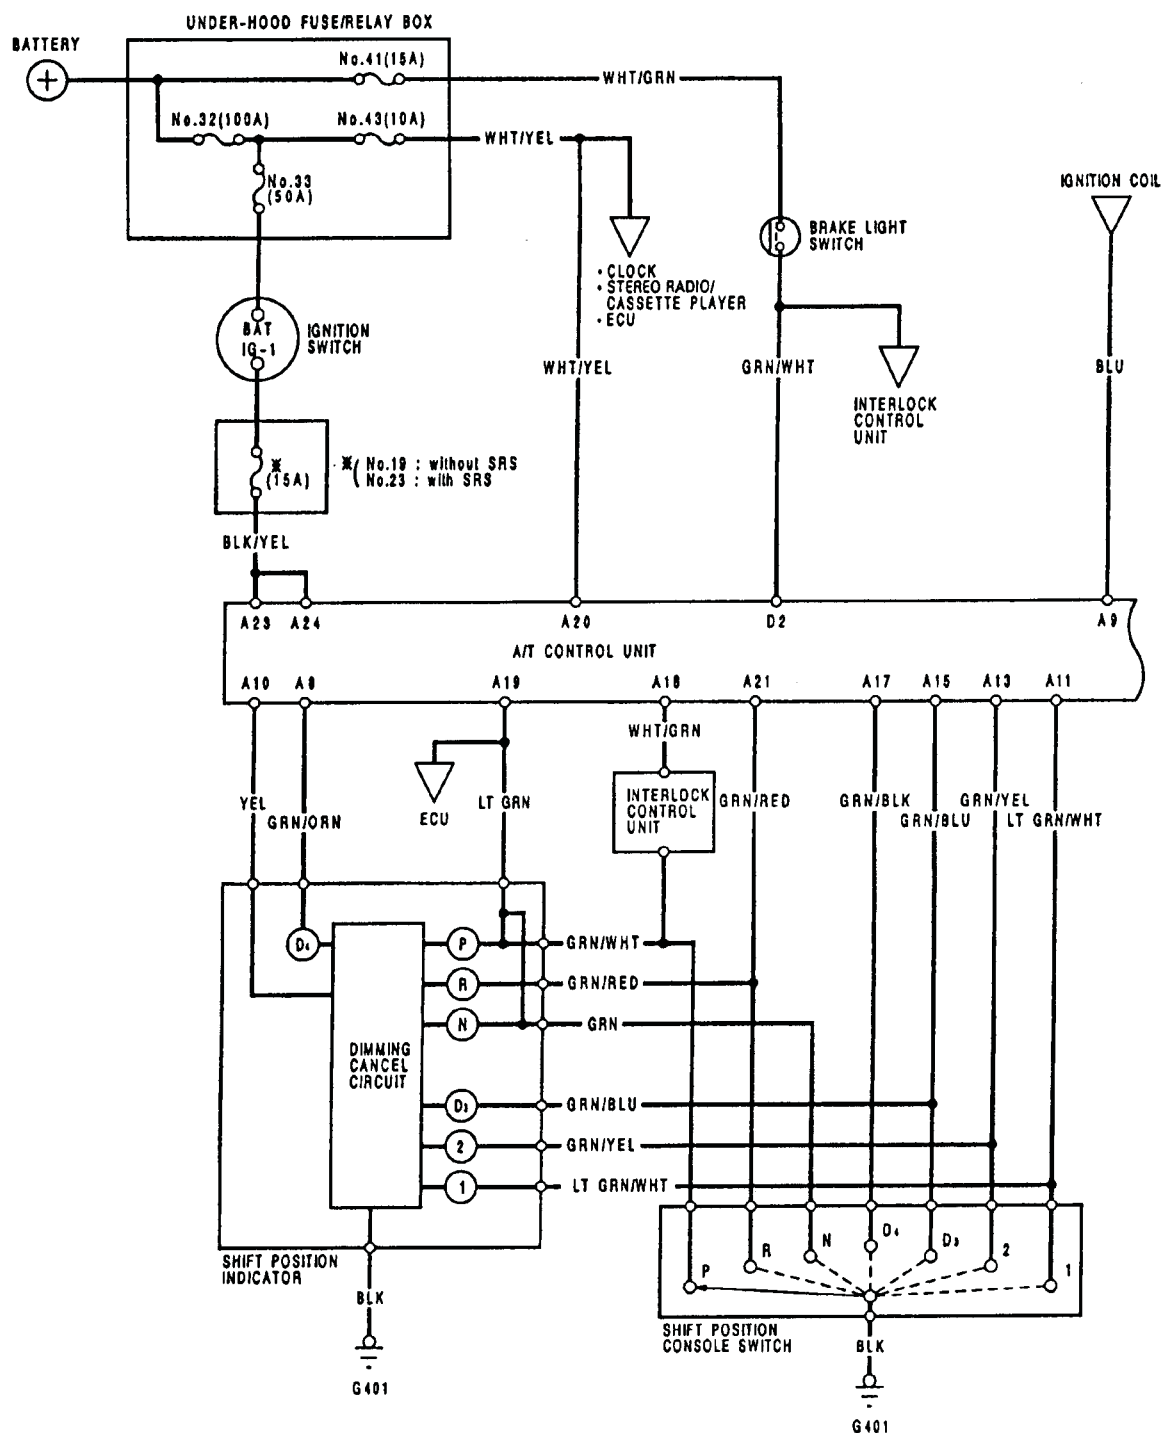 UNDER-HOOD FUSE/RELAY BOX
BATTERY
+
No.41(15A)
WHT/GRN
No.32(100A)
No.43(10A)
WHT/YEL
No.33
(50A)
IGNITION COIL
BRAKE LIGHT
SWITCH
• CLOCK
• STEREO RADIO/
CASSETTE PLAYER
• ECU
BAT
IG-1
IGNITION
SWITCH
WHT/YEL
GRN/WHT
BLU
INTERLOCK
CONTROL
UNIT
※
(15A)
※( No.19 : without SRS
No.23 : with SRS
BLK/YEL
A23
A24
A20
D2
A9
A/T CONTROL UNIT
A10
A8
A19
A18
A21
A17
A15
A13
A11
WHT/GRN
YEL
GRN/ORN
ECU
LT GRN
INTERLOCK
CONTROL
UNIT
GRN/RED
GRN/BLK
GRN/BLU
GRN/YEL
LT GRN/WHT
D4
P
GRN/WHT
R
GRN/RED
N
GRN
DIMMING
CANCEL
CIRCUIT
D3
GRN/BLU
2
GRN/YEL
1
LT GRN/WHT
P
R
N
D4
D3
2
1
SHIFT POSITION
INDICATOR
BLK
G401
SHIFT POSITION
CONSOLE SWITCH
BLK
G401